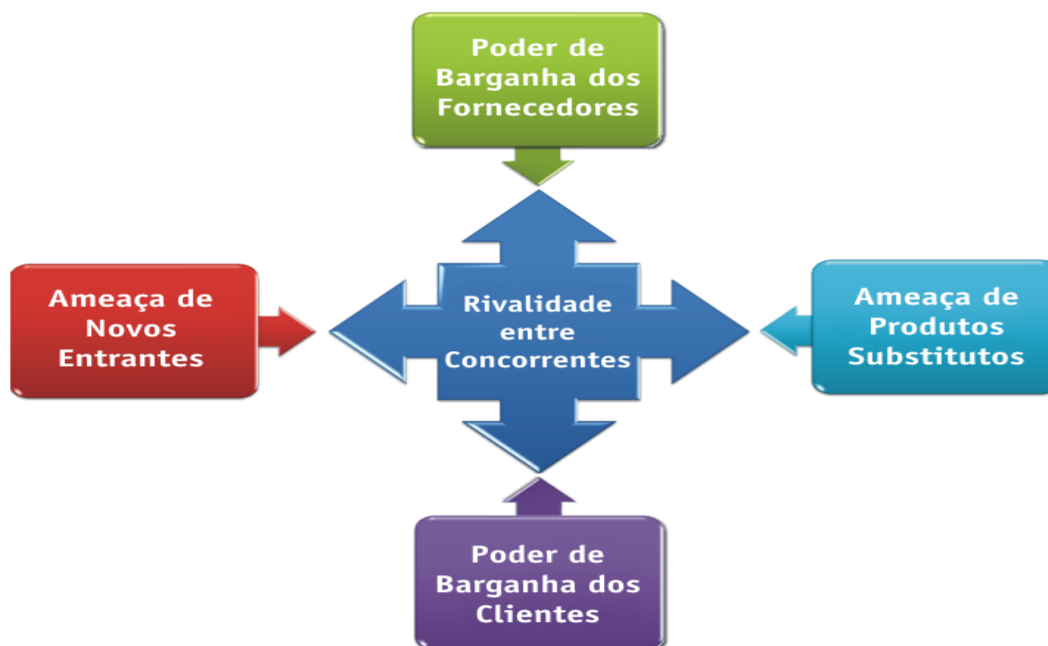 Poder de
Barganha dos
Fornecedores
Ameaça de
Novos
Entrantes
Rivalidade
entre
Concorrentes
Ameaça de
Produtos
Substitutos
Poder de
Barganha dos
Clientes